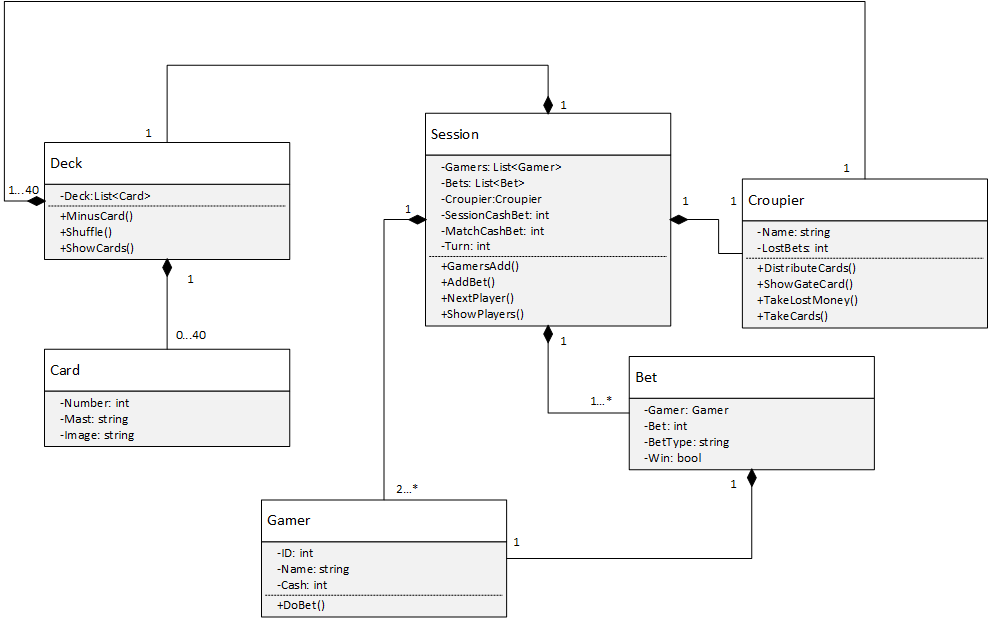 1
1
Deck
-Deck:List<Card>
+MinusCard()
+Shuffle()
+ShowCards()
1...40
1
0...40
Card
-Number: int
-Mast: string
-Image: string
Session
-Gamers: List<Gamer>
-Bets: List<Bet>
-Croupier:Croupier
-SessionCashBet: int
-MatchCashBet: int
-Turn: int
+GamersAdd()
+AddBet()
+NextPlayer()
+ShowPlayers()
1
1
1
1
1
Croupier
-Name: string
-LostBets: int
+DistributeCards()
+ShowGateCard()
+TakeLostMoney()
+TakeCards()
1...*
Bet
-Gamer: Gamer
-Bet: int
-BetType: string
-Win: bool
1
2...*
Gamer
-ID: int
-Name: string
-Cash: int
+DoBet()
1